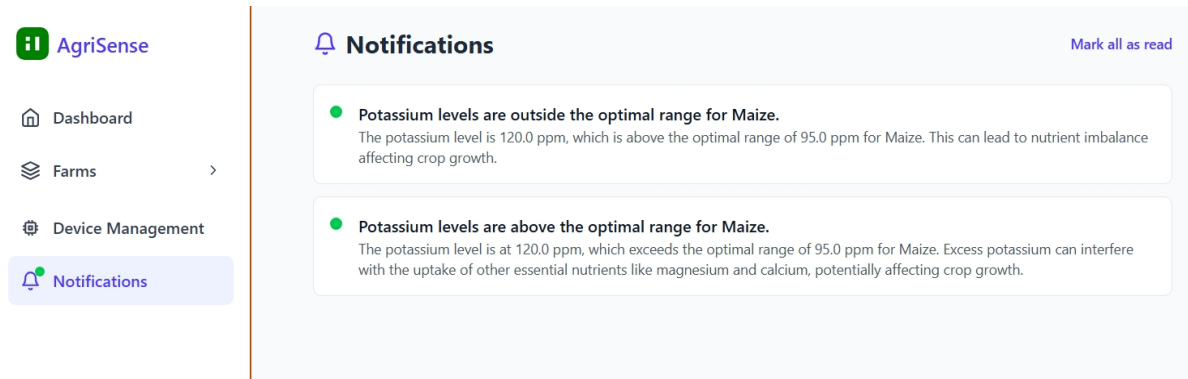 AgriSense
Dashboard
Farms
Device Management
Notifications
Notifications
Mark all as read
Potassium levels are outside the optimal range for Maize.
The potassium level is 120.0 ppm, which is above the optimal range of 95.0 ppm for Maize. This can lead to nutrient imbalance
affecting crop growth.
Potassium levels are above the optimal range for Maize.
The potassium level is at 120.0 ppm, which exceeds the optimal range of 95.0 ppm for Maize. Excess potassium can interfere
with the uptake of other essential nutrients like magnesium and calcium, potentially affecting crop growth.